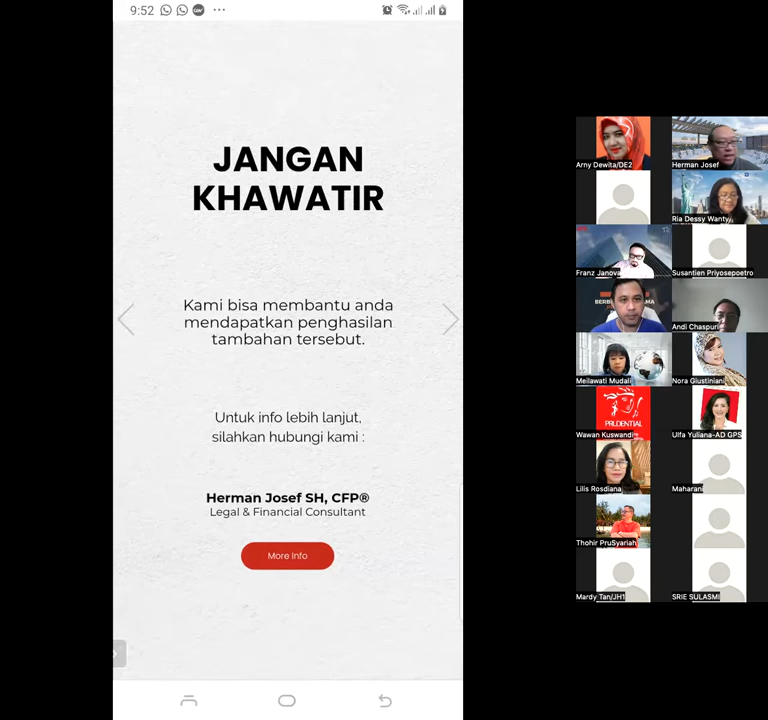 9:52
JANGAN
KHAWATIR
Kami bisa membantu anda
mendapatkan penghasilan
tambahan tersebut.
Untuk info lebih lanjut,
silahkan hubungi kami :
Herman Josef SH, CFP®
Legal & Financial Consultant
More Info
Arny Dewita/DE2
Herman Josef
Ria Dessy Wanty
Franz Janova
Susantien Priyosepoetro
Andi Chaspuri
Meilawati Mudali
Nora Giustiniani
PRUDENTIAL
Wawan Kuswandi
Ulfa Yuliana-AD GPS
Lilis Rosdiana
Maharani
Thohir PruSyariah
Mardy Tan/JH1
SRIE SULASMI